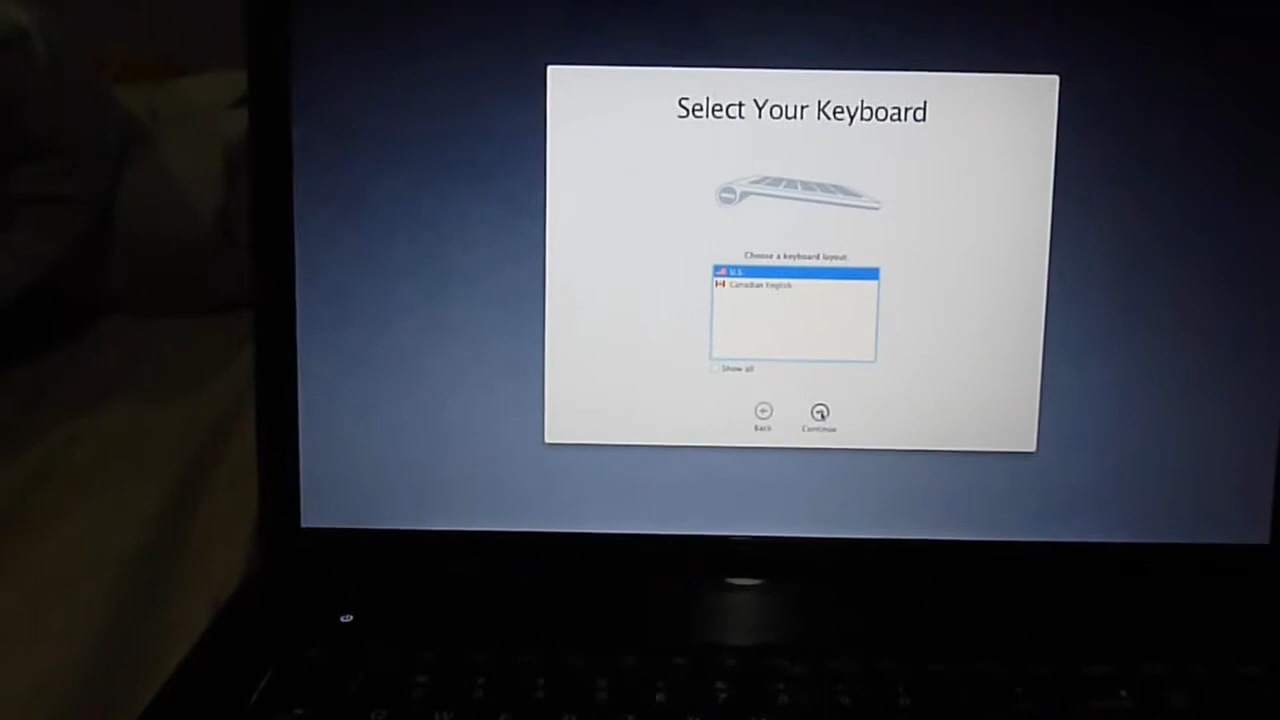 Select Your Keyboard
Choose a keyboard layout:
U.S.
Canadian English
Show all
Back
Continue